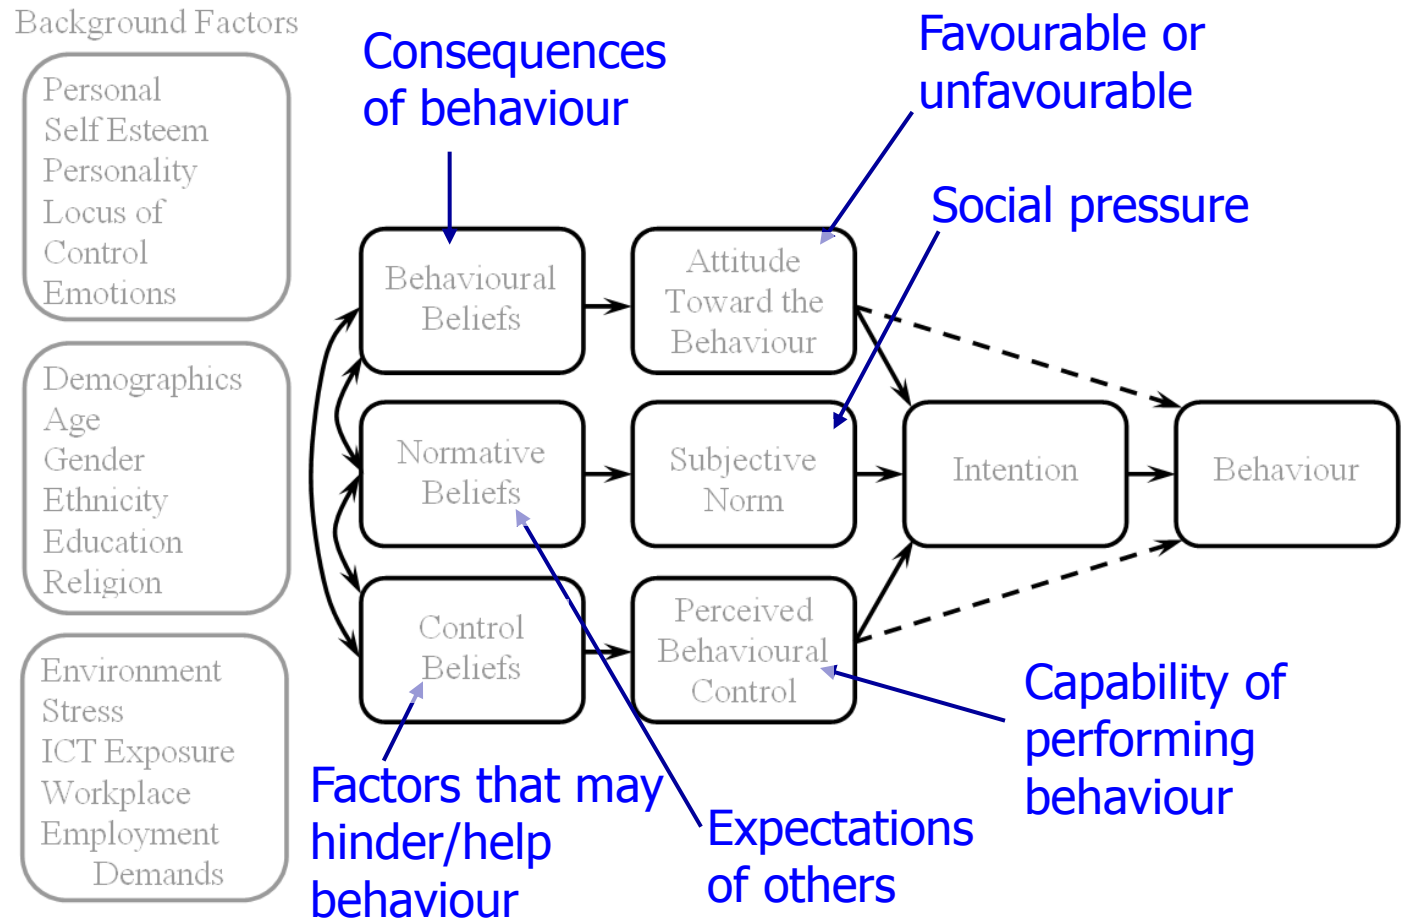 Background Factors
Personal
Self Esteem
Personality
Locus of
Control
Emotions
Demographics
Age
Gender
Ethnicity
Education
Religion
Environment
Stress
ICT Exposure
Workplace
Employment
Demands
Consequences
of behaviour
Favourable or
unfavourable
Social pressure
Behavioural
Beliefs
Attitude
Toward the
Behaviour
Normative
Beliefs
Subjective
Norm
Intention
Behaviour
Control
Beliefs
Perceived
Behavioural
Control
Factors that may
hinder/help
behaviour
Expectations
of others
Capability of
performing
behaviour